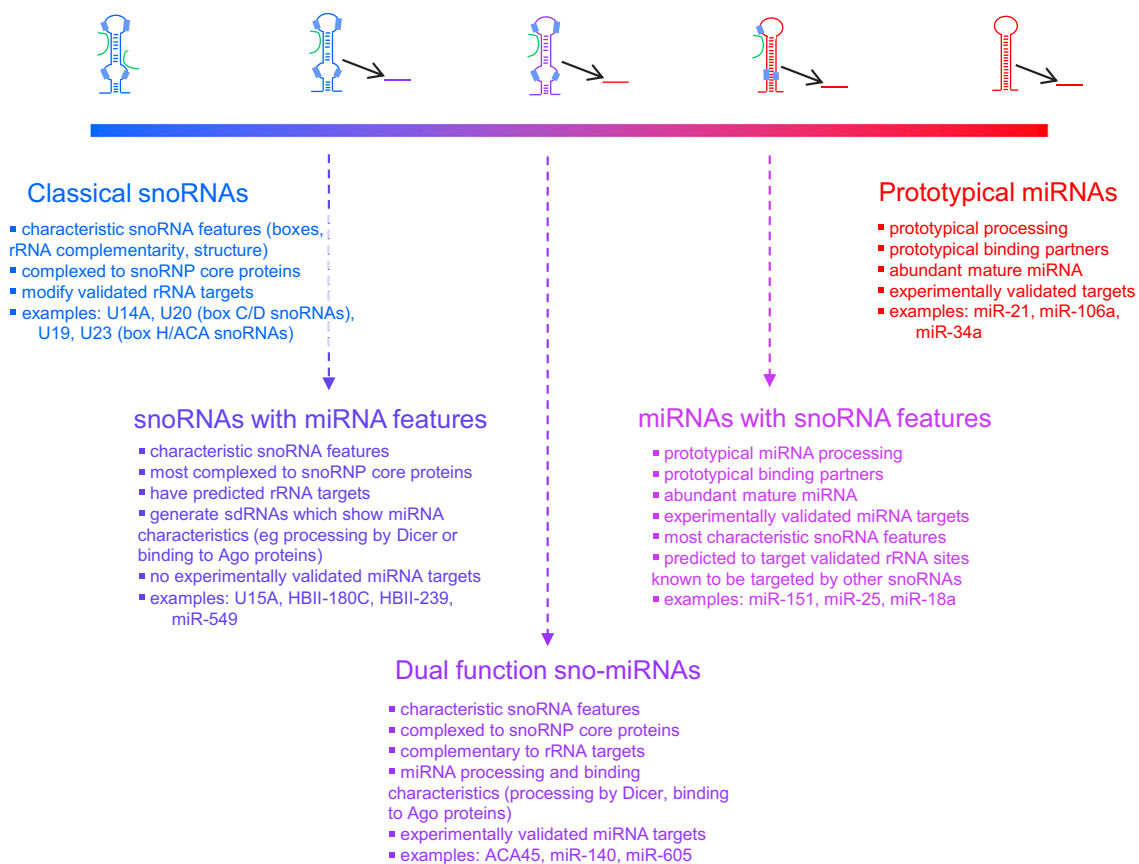 Classical snoRNAs
▪ characteristic snoRNA features (boxes,
rRNA complementarity, structure)
▪ complexed to snoRNP core proteins
▪ modify validated rRNA targets
▪ examples: U14A, U20 (box C/D snoRNAs),
U19, U23 (box H/ACA snoRNAs)
Prototypical miRNAs
▪ prototypical processing
▪ prototypical binding partners
▪ abundant mature miRNA
▪ experimentally validated targets
▪ examples: miR-21, miR-106a,
miR-34a
snoRNAs with miRNA features
▪ characteristic snoRNA features
▪ most complexed to snoRNP core proteins
▪ have predicted rRNA targets
▪ generate sdRNAs which show miRNA
characteristics (eg processing by Dicer or
binding to Ago proteins)
▪ no experimentally validated miRNA targets
▪ examples: U15A, HBII-180C, HBII-239,
miR-549
miRNAs with snoRNA features
▪ prototypical miRNA processing
▪ prototypical binding partners
▪ abundant mature miRNA
▪ experimentally validated miRNA targets
▪ most characteristic snoRNA features
▪ predicted to target validated rRNA sites
known to be targeted by other snoRNAs
▪ examples: miR-151, miR-25, miR-18a
Dual function sno-miRNAs
▪ characteristic snoRNA features
▪ complexed to snoRNP core proteins
▪ complementary to rRNA targets
▪ miRNA processing and binding
characteristics (processing by Dicer, binding
to Ago proteins)
▪ experimentally validated miRNA targets
▪ examples: ACA45, miR-140, miR-605